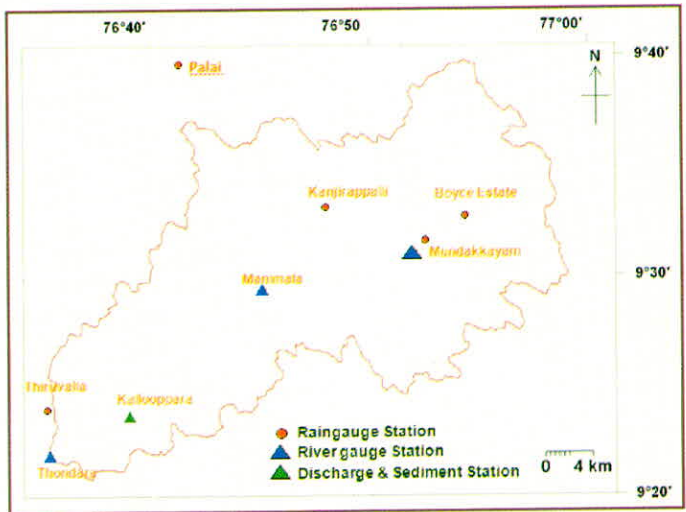 76°40' 76°50' 77°00'
9°40'
N
Palai
Kanjirappalli Boyce Estate
Mundakkayam
9°30'
Manimala
Thiruvalla Kallooppara
Raingauge Station
River gauge Station
Thondara Discharge & Sediment Station 0 4 km
9°20'